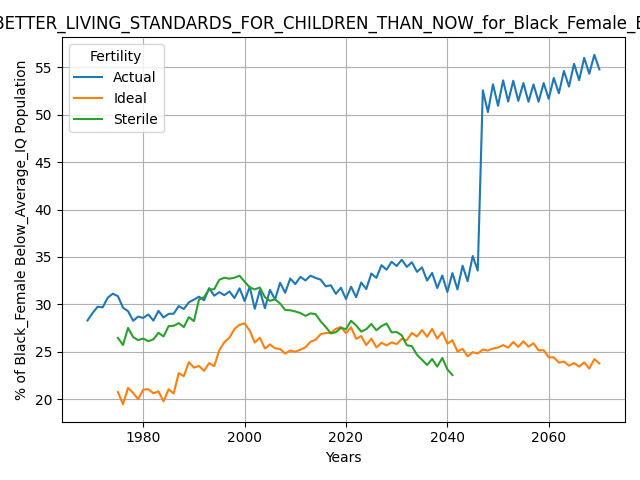 BETTER_LIVING_STANDARDS_FOR_CHILDREN_THAN_NOW_for_Black_Female_B
Fertility
Actual
Ideal
Sterile
% of Black_Female Below_Average_IQ Population
55
50
45
40
35
30
25
20
1980
2000
2020
2040
2060
Years